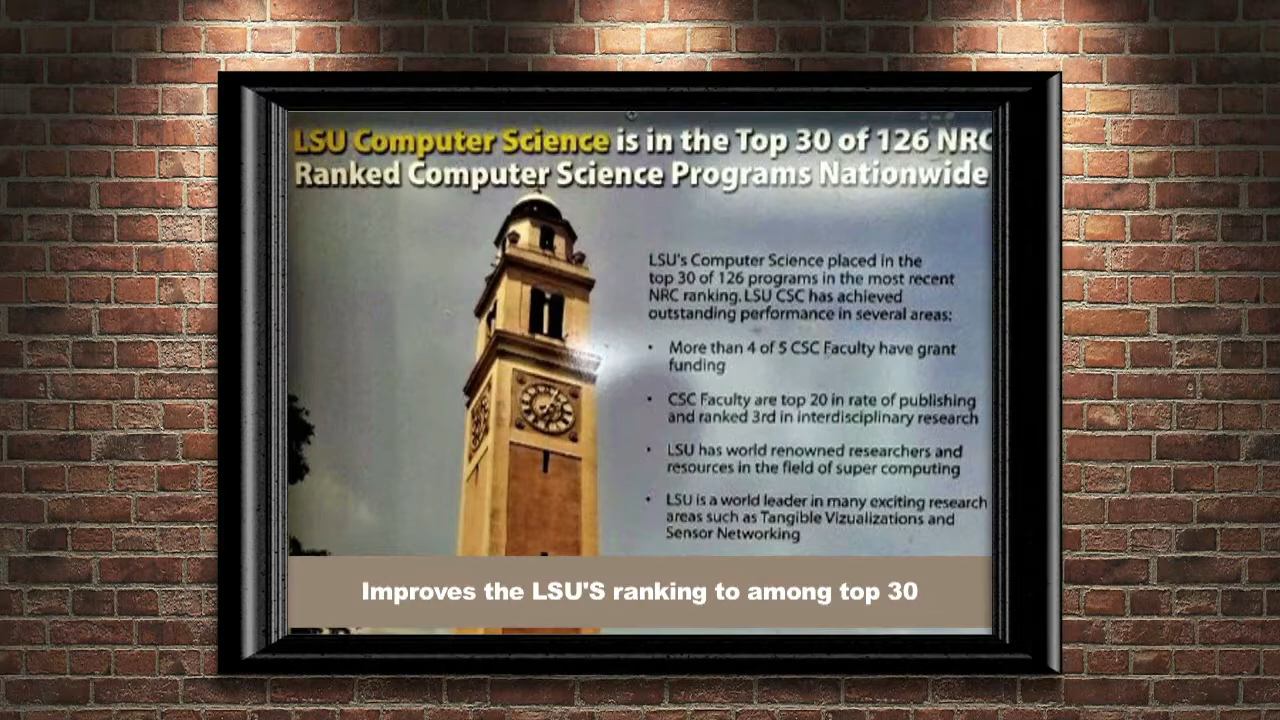 LSU Computer Science is in the Top 30 of 126 NRC
Ranked Computer Science Programs Nationwide
LSU's Computer Science placed in the
top 30 of 126 programs in the most recent
NRC ranking. LSU CSC has achieved
outstanding performance in several areas:
• More than 4 of 5 CSC Faculty have grant
funding
• CSC Faculty are top 20 in rate of publishing
and ranked 3rd in interdisciplinary research
• LSU has world renowned researchers and
resources in the field of super computing
• LSU is a world leader in many exciting research
areas such as Tangible Vizualizations and
Sensor Networking
Improves the LSU'S ranking to among top 30